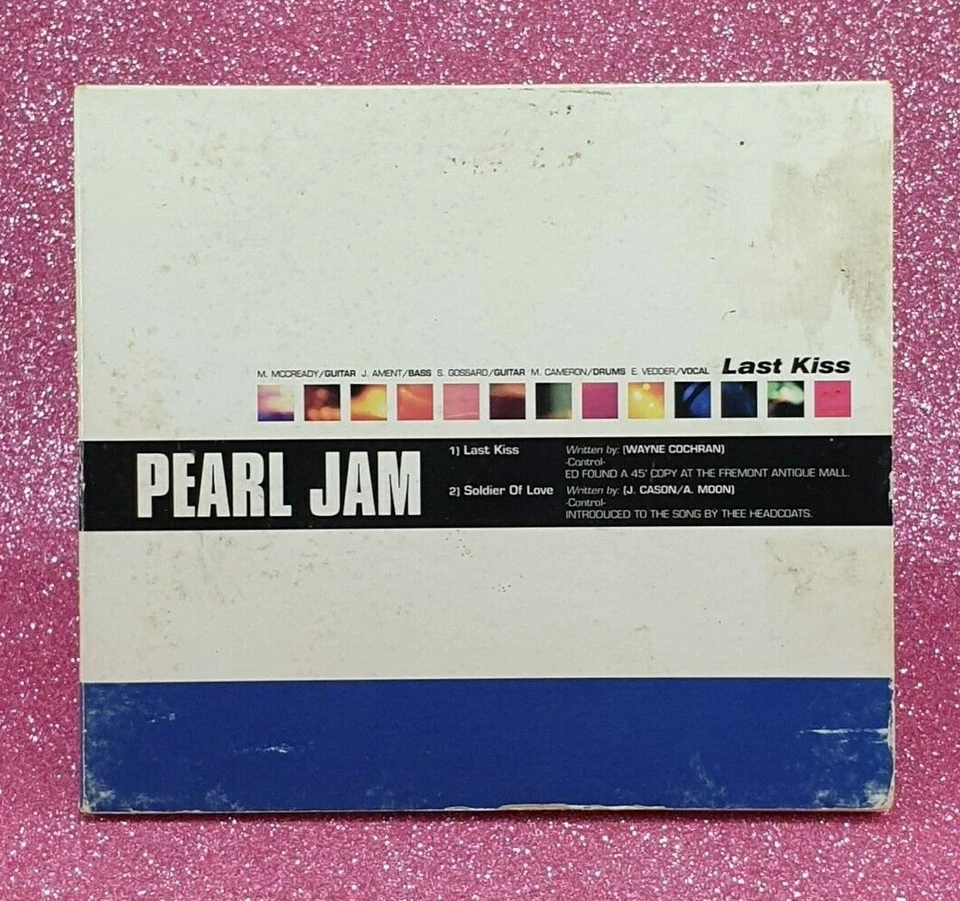 M. MCCREADY/GUITAR J. AMENT/BASS S. GOSSARD/GUITAR M. CAMERON/DRUMS E. VEDDER/VOCAL Last Kiss
PEARL JAM
1) Last Kiss Written by: (WAYNE COCHRAN)
-Control-
ED FOUND A 45' COPY AT THE FREMONT ANTIQUE MALL.
2) Soldier Of Love Written by: (J. CASON/A. MOON)
-Control-
INTRODUCED TO THE SONG BY THEE HEADCOATS.